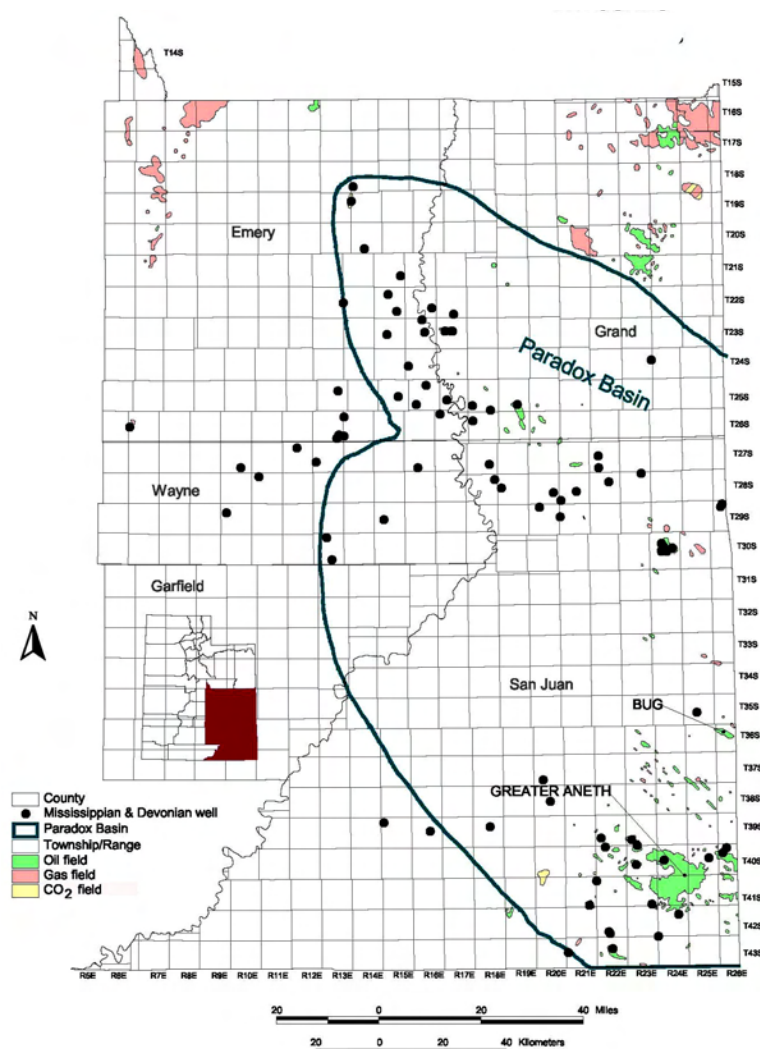 T14S
T15S
T16S
T17S
T18S
T19S
Emery
T20S
T21S
T22S
Grand
T23S
Paradox Basin
T24S
T25S
T26S
T27S
Wayne
T28S
T29S
T30S
Garfield
T31S
T32S
N
T33S
San Juan
T34S
T35S
BUG
T36S
T37S
GREATER ANETH
T38S
County
Mississippian & Devonian well
Paradox Basin
T39S
Township/Range
T40S
Oil field
Gas field
T41S
CO2 field
T42S
T43S
R5E R6E R7E R8E R9E R10E R11E R12E R13E R14E R15E R16E R17E R18E R19E R20E R21E R22E R23E R24E R25E R26E
20 0 20 40 Miles
20 0 20 40 Kilometers